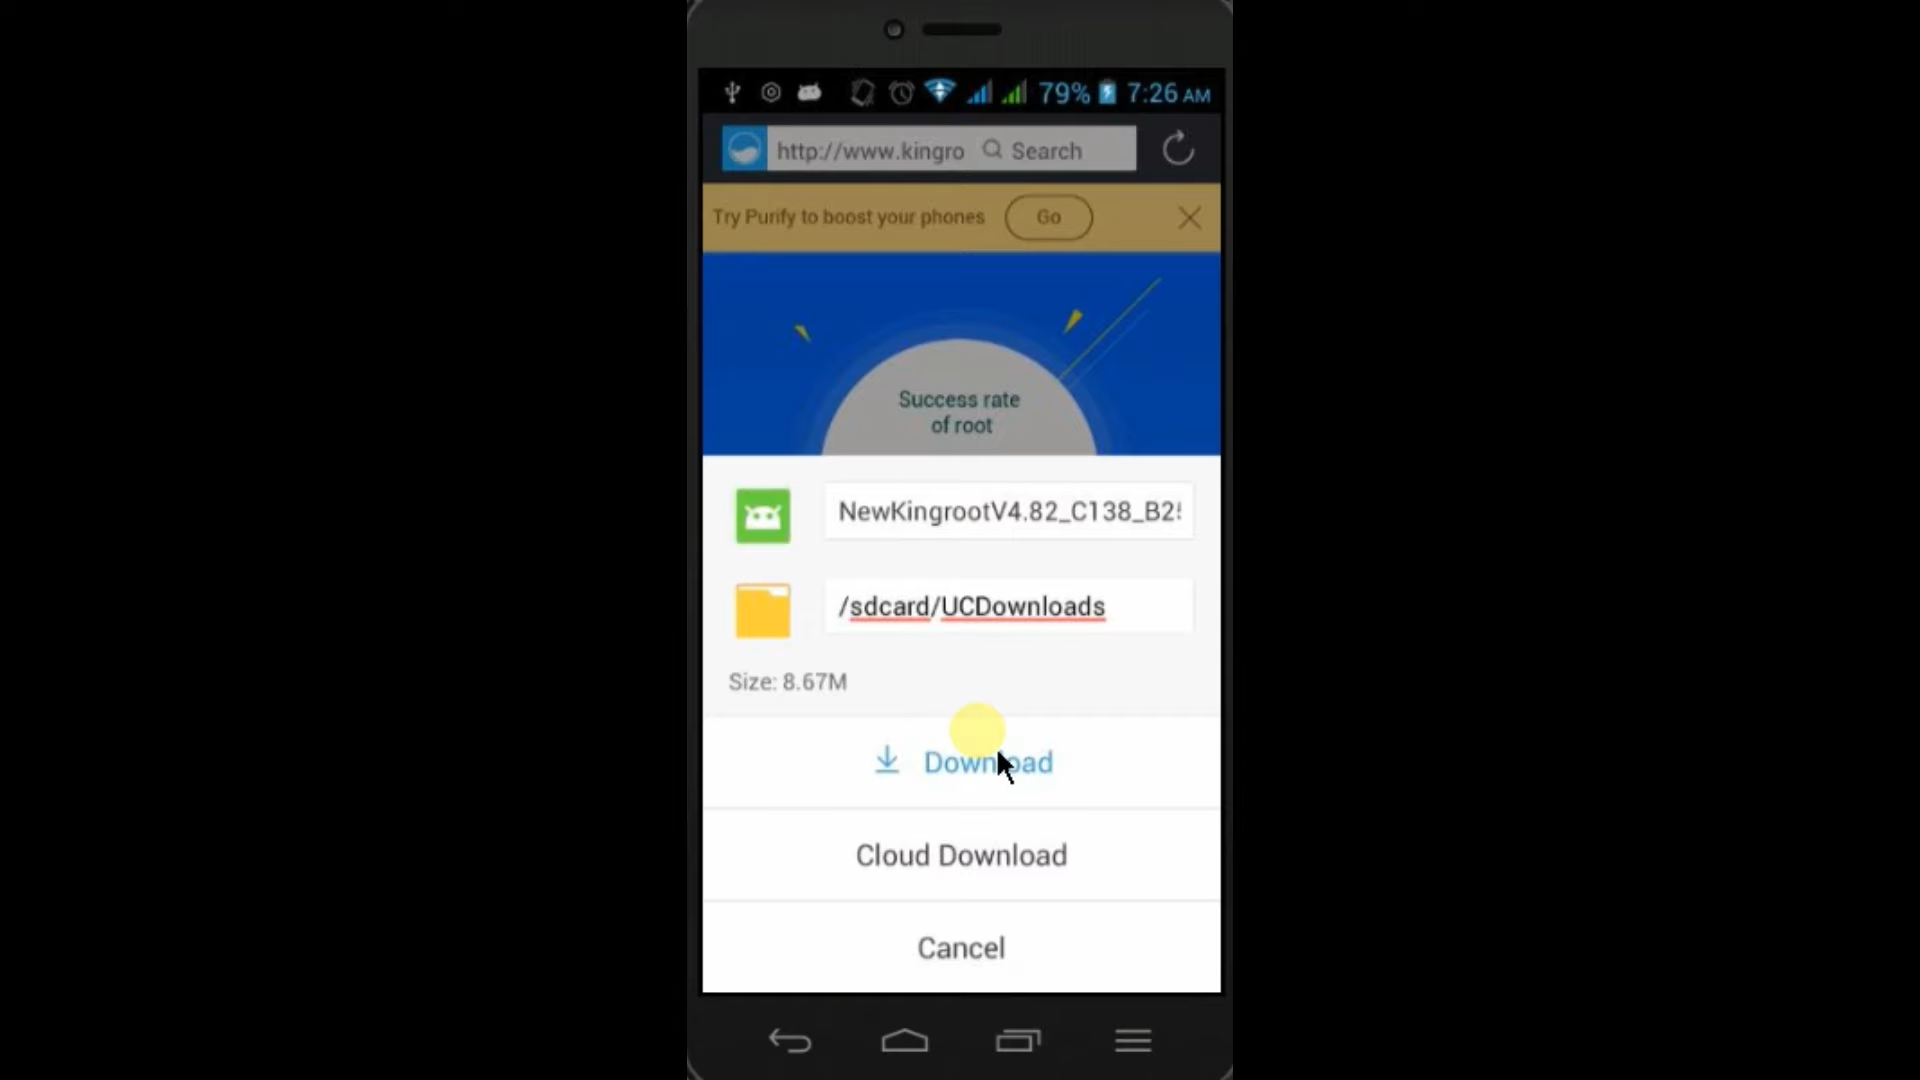 79% 7:26 AM
http://www.kingro Search
Try Purify to boost your phones Go
Success rate
of root
NewKingrootV4.82_C138_B2
/sdcard/UCDownloads
Size: 8.67M
Download
Cloud Download
Cancel